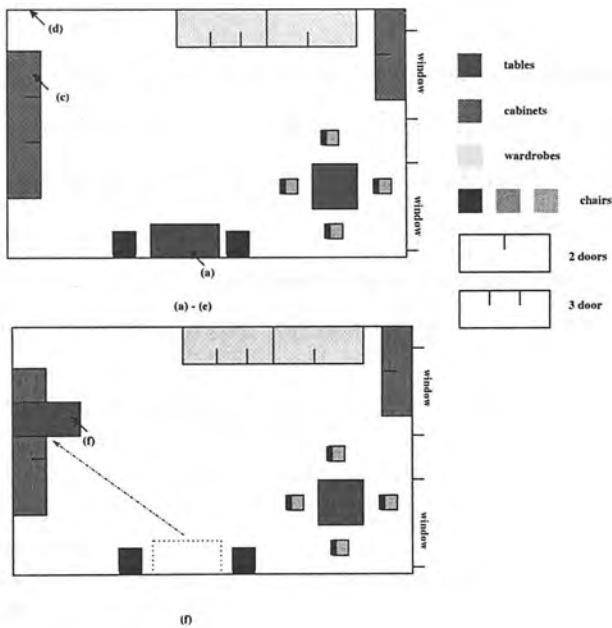 (d)
(c)
window
window
(a)
(a) - (e)
tables
cabinets
wardrobes
chairs
2 doors
3 door
(f)
window
window
(f)